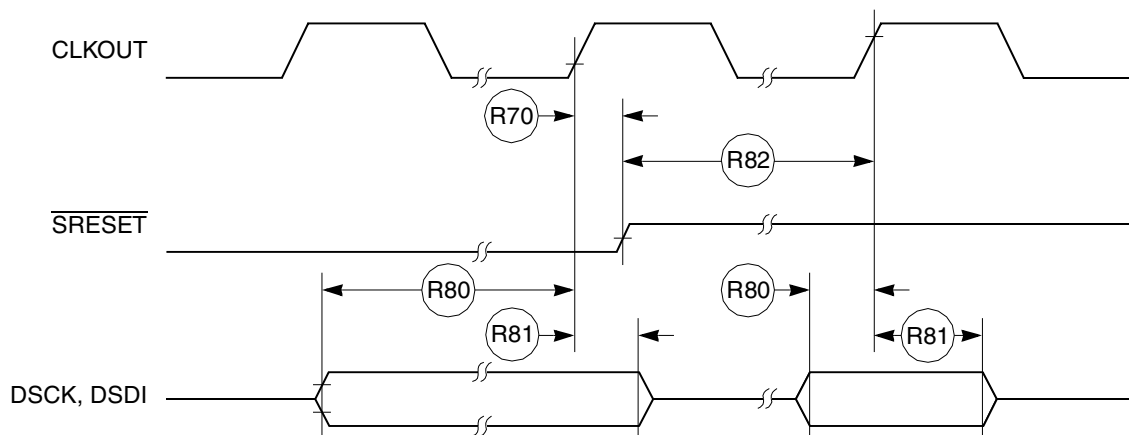 CLKOUT
R70
R82
SRESET
R80
R80
R81
R81
DSCK, DSDI